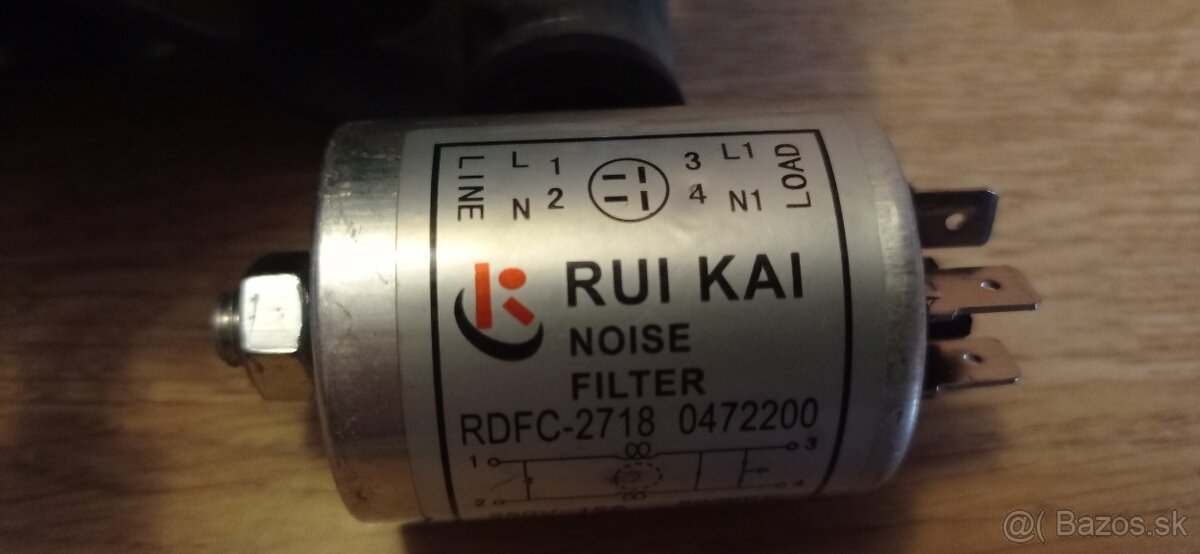 LINE L 1 3 L1 LOAD
N 2 4 N1
RUI KAI
NOISE
FILTER
RDFC-2718 0472200
1 3
2 4
@( Bazos.sk